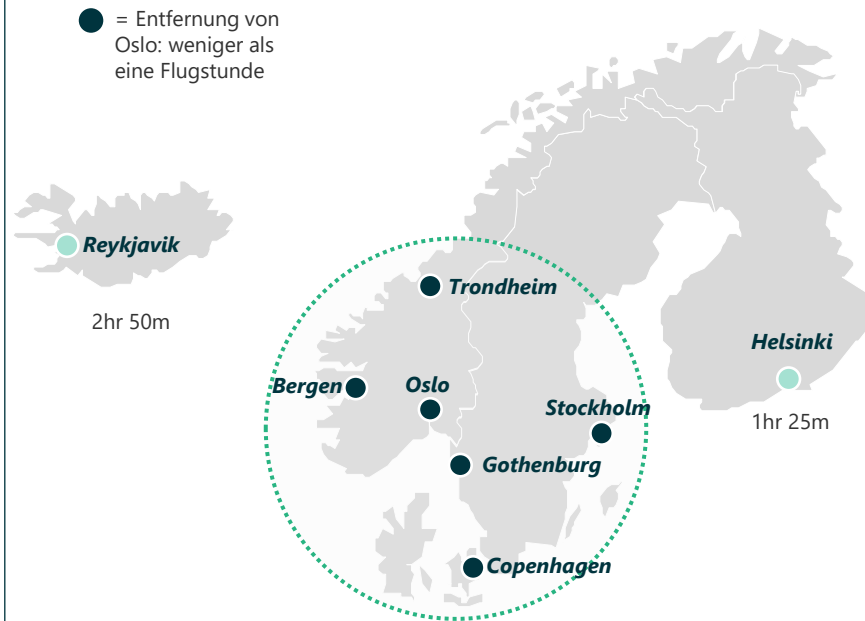 = Entfernung von
Oslo: weniger als
eine Flugstunde
Reykjavik
2hr 50m
Trondheim
Helsinki
Bergen
Oslo
Stockholm
1hr 25m
Gothenburg
Copenhagen